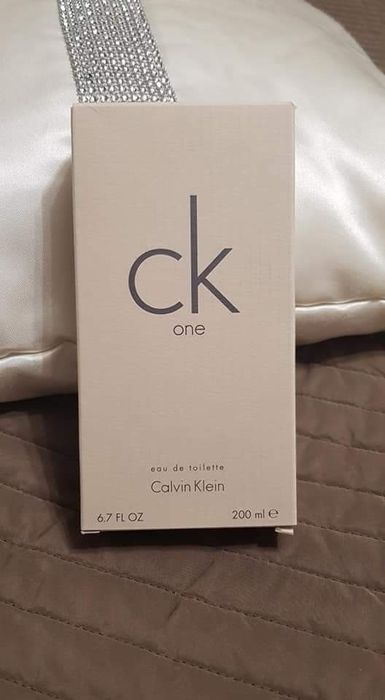 ck
one
eau de toilette
Calvin Klein
6.7 FL OZ 200 ml ℮